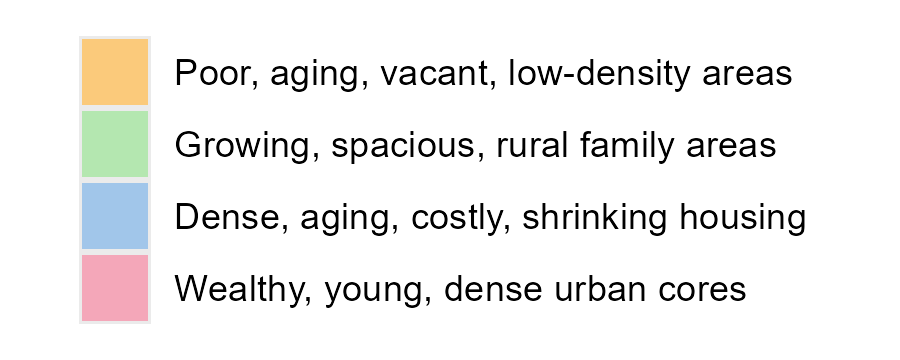 Poor, aging, vacant, low-density areas
Growing, spacious, rural family areas
Dense, aging, costly, shrinking housing
Wealthy, young, dense urban cores